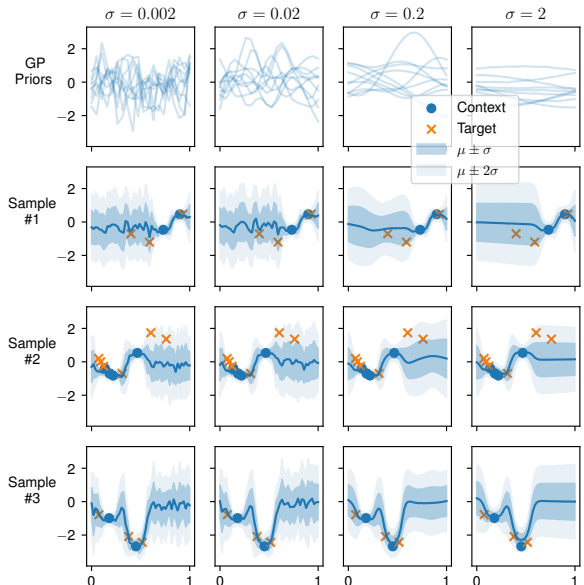 σ = 0.002 σ = 0.02 σ = 0.2 σ = 2
GP
Priors
2
0
−2
Context
Target
μ ± σ
μ ± 2σ
Sample
#1
2
0
−2
Sample
#2
2
0
−2
Sample
#3
2
0
−2
0 1 0 1 0 1 0 1